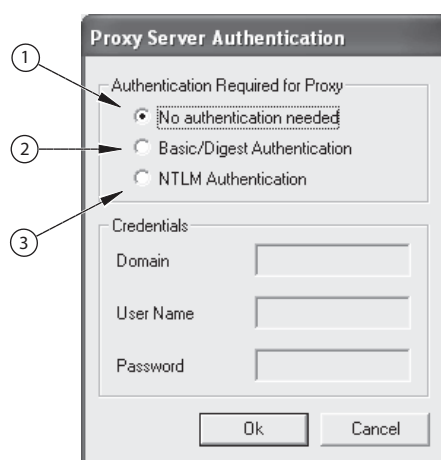 Proxy Server Authentication
1
Authentication Required for Proxy
No authentication needed
2
Basic/Digest Authentication
NTLM Authentication
3
Credentials
Domain
User Name
Password
Ok
Cancel